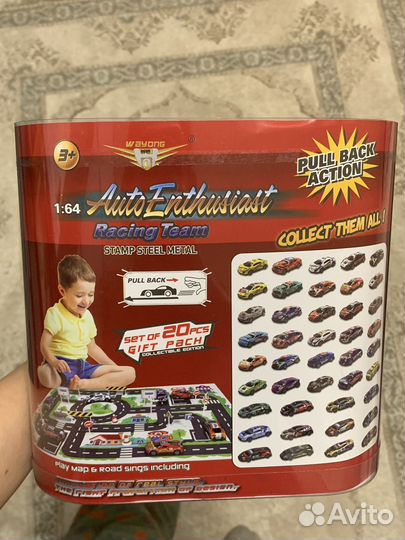 WAYONG
3+
PULL BACK
ACTION
1:64 AutoEnthusiast
Racing Team
STAMP STEEL METAL
COLLECT THEM ALL !
PULL BACK
SET OF 20PCS
GIFT PACK
COLLECTIBLE EDITION
Play Map & Road Sings including
Avito